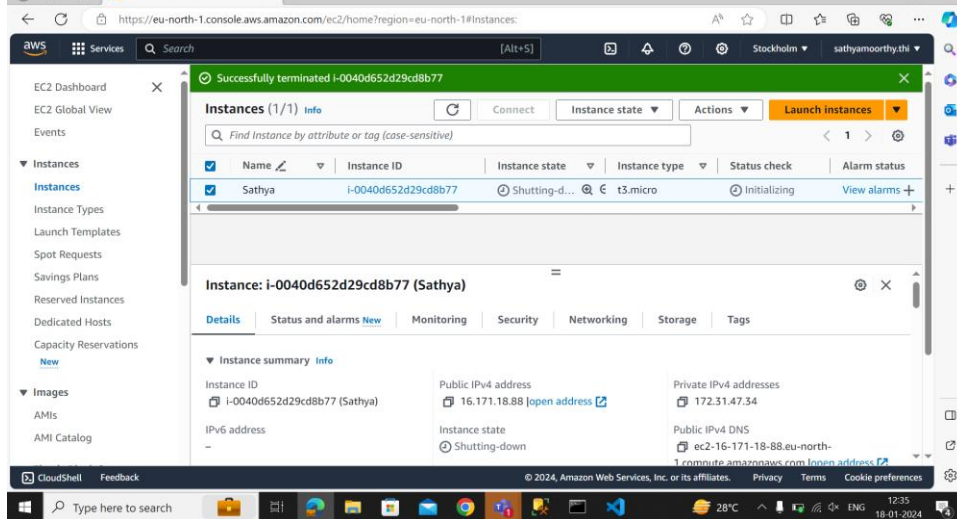 https://eu-north-1.console.aws.amazon.com/ec2/home?region=eu-north-1#Instances:
aws Services Search [Alt+S] Stockholm sathyamoorthy.thi
EC2 Dashboard
EC2 Global View
Events
Instances
Instances
Instance Types
Launch Templates
Spot Requests
Savings Plans
Reserved Instances
Dedicated Hosts
Capacity Reservations
New
Images
AMIs
AMI Catalog
Successfully terminated i-0040d652d29cd8b77
Instances (1/1) Info Connect Instance state Actions Launch instances
Find Instance by attribute or tag (case-sensitive) 1
Name Instance ID Instance state Instance type Status check Alarm status
Sathya i-0040d652d29cd8b77 Shutting-d... t3.micro Initializing View alarms
Instance: i-0040d652d29cd8b77 (Sathya)
Details Status and alarms New Monitoring Security Networking Storage Tags
Instance summary Info
Instance ID Public IPv4 address Private IPv4 addresses
i-0040d652d29cd8b77 (Sathya) 16.171.18.88 |open address 172.31.47.34
IPv6 address Instance state Public IPv4 DNS
– Shutting-down ec2-16-171-18-88.eu-north-
1.compute.amazonaws.com |open address
CloudShell Feedback © 2024, Amazon Web Services, Inc. or its affiliates. Privacy Terms Cookie preferences
Type here to search 28°C ENG 12:35
18-01-2024